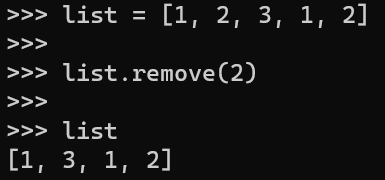 >>> list = [1, 2, 3, 1, 2]
>>>
>>> list.remove(2)
>>>
>>> list
[1, 3, 1, 2]